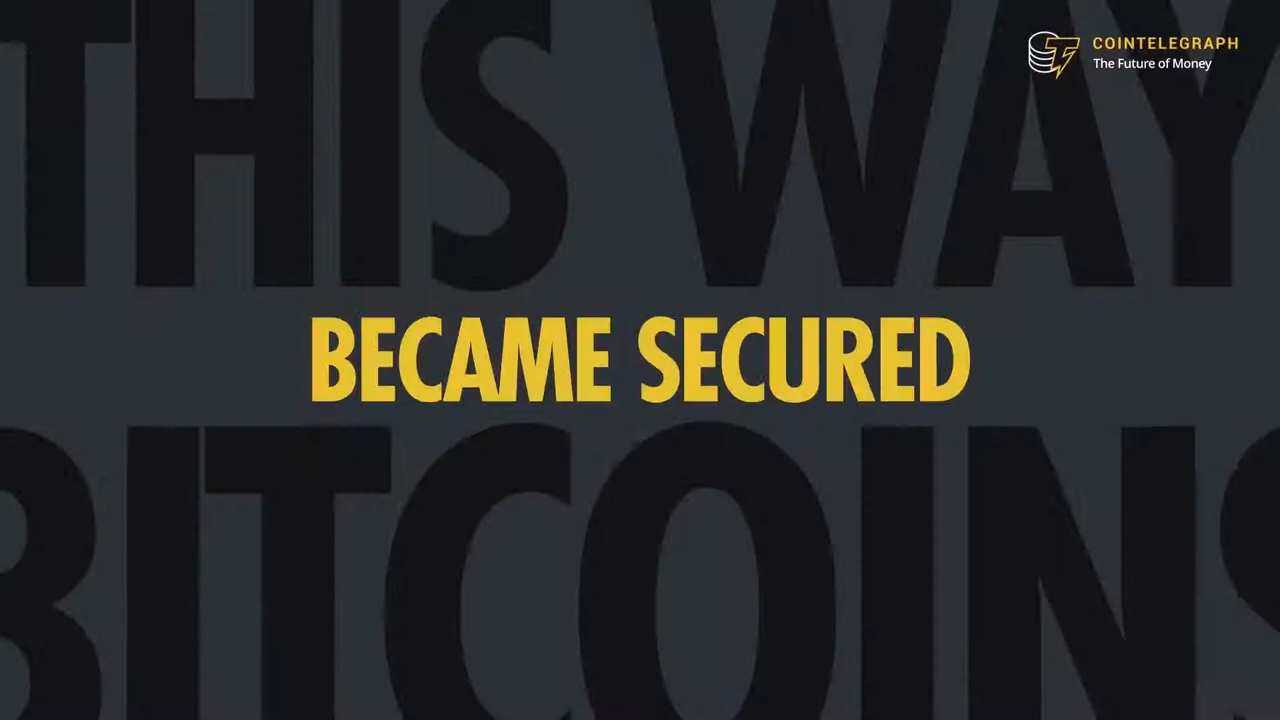 THIS WAY
COINTELEGRAPH
The Future of Money
BECAME SECURED
BITCOINS